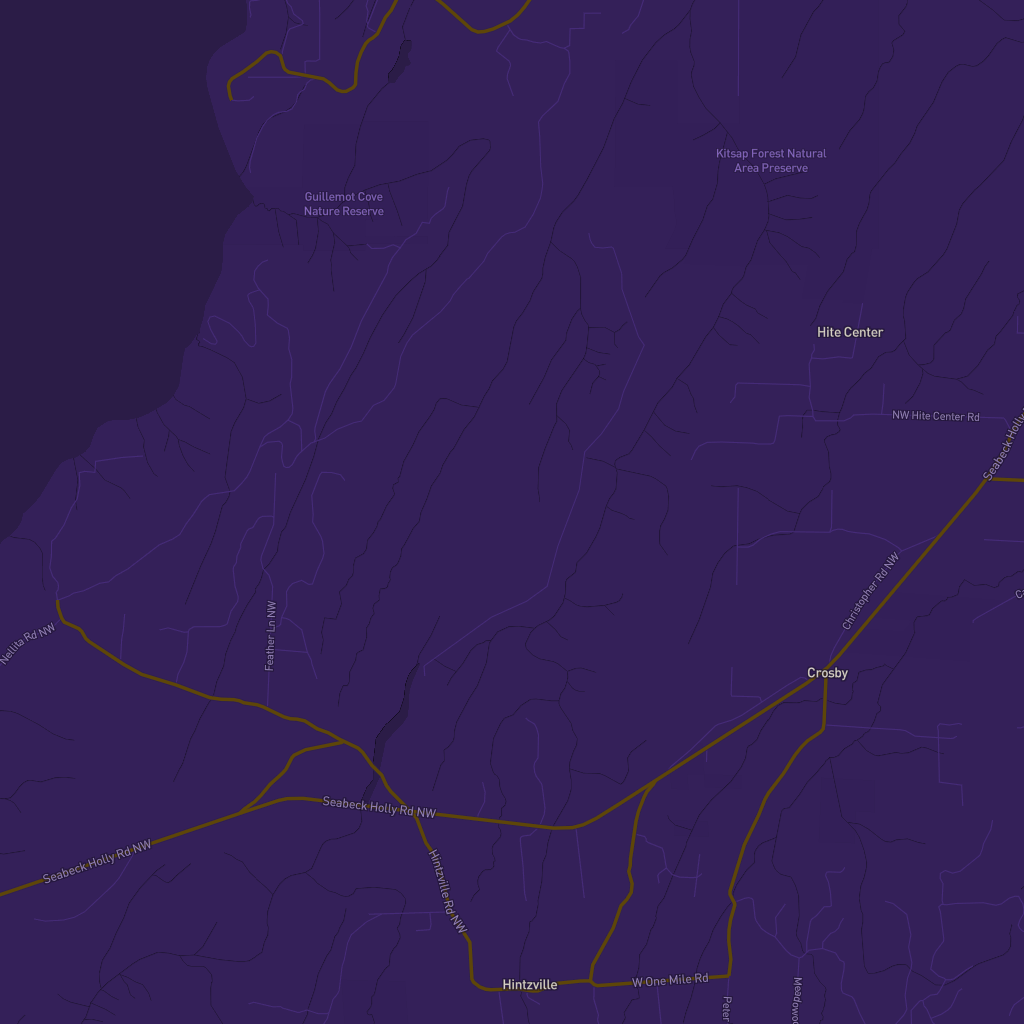 Kitsap Forest Natural
Area Preserve
Guillemot Cove
Nature Reserve
Hite Center
NW Hite Center Rd
Seabeck Holly
Christopher Rd NW
Nellita Rd NW
Feather Ln NW
Crosby
Seabeck Holly Rd NW
Seabeck Holly Rd NW
Hintzville Rd NW
Hintzville
W One Mile Rd
Peter